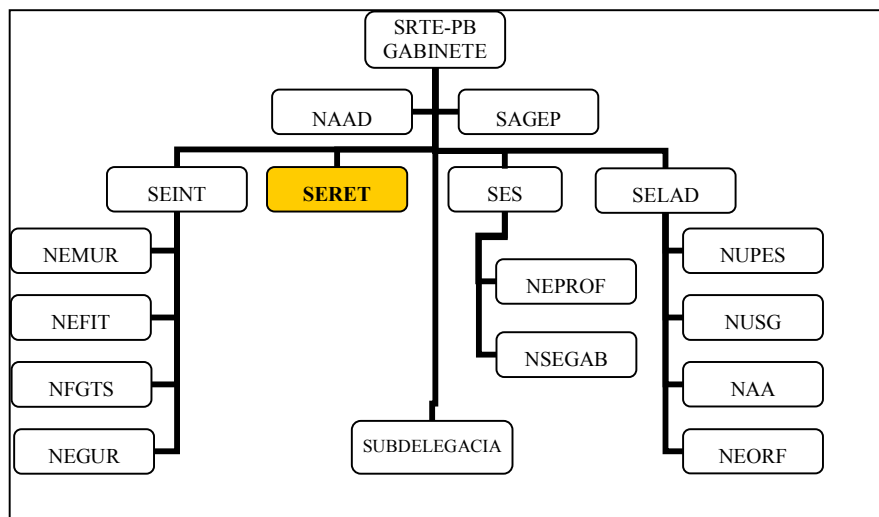 SRTE-PB
GABINETE
NAAD
SAGEP
SEINT
SERET
SES
SELAD
NEMUR
NUPES
NEPROF
NEFIT
NUSG
NSEGAB
NFGTS
NAA
SUBDELEGACIA
NEGUR
NEORF